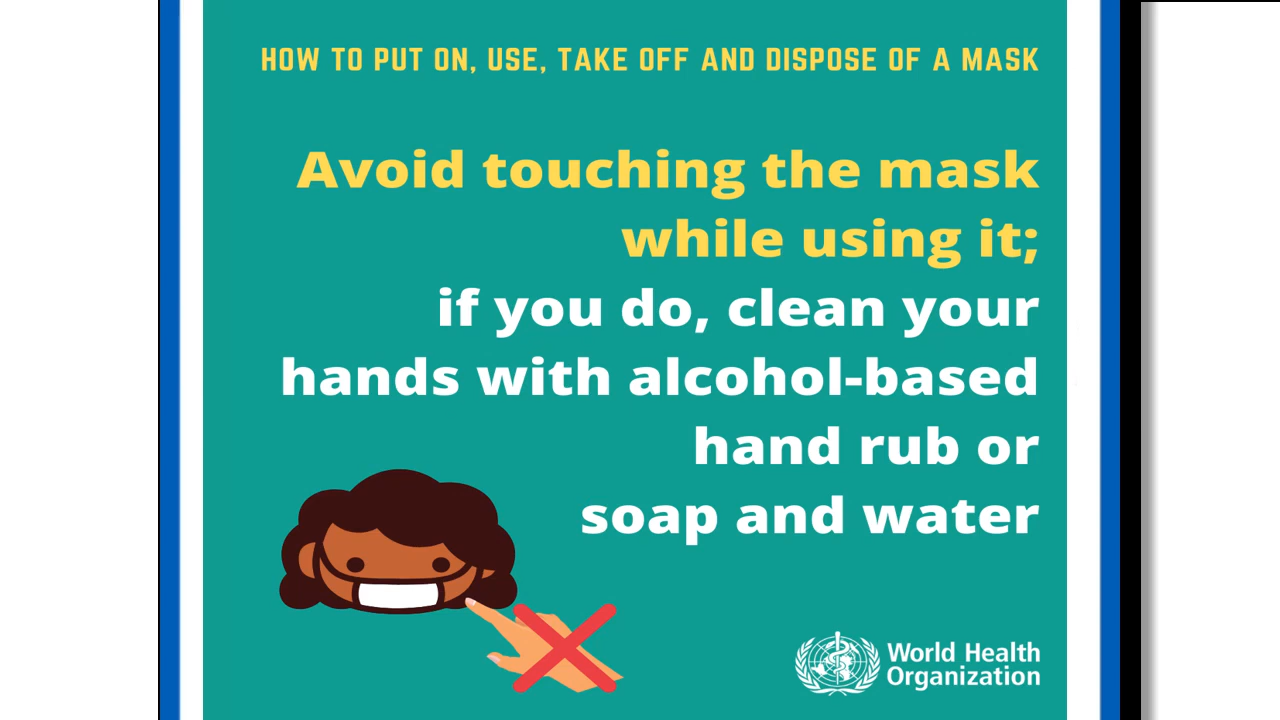 HOW TO PUT ON, USE, TAKE OFF AND DISPOSE OF A MASK
Avoid touching the mask
while using it;
if you do, clean your
hands with alcohol-based
hand rub or
soap and water
World Health
Organization